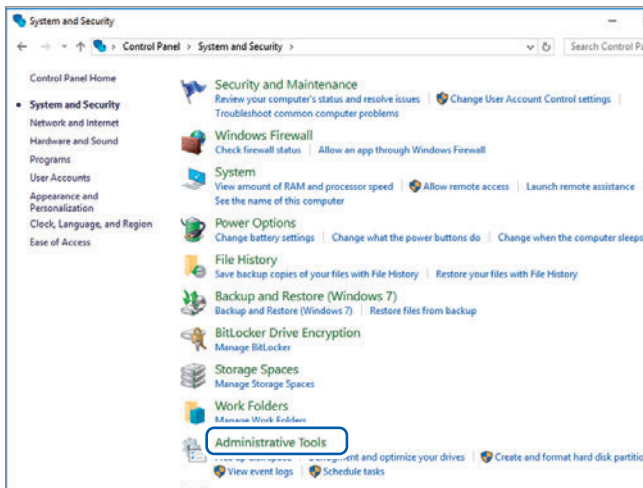 System and Security
Control Panel > System and Security >
Search Control Pa
Control Panel Home
System and Security
Network and Internet
Hardware and Sound
Programs
User Accounts
Appearance and
Personalization
Clock, Language, and Region
Ease of Access
Security and Maintenance
Review your computer's status and resolve issues
Change User Account Control settings
Troubleshoot common computer problems
Windows Firewall
Check firewall status
Allow an app through Windows Firewall
System
View amount of RAM and processor speed
Allow remote access
Launch remote assistance
See the name of this computer
Power Options
Change battery settings
Change what the power buttons do
Change when the computer sleeps
File History
Save backup copies of your files with File History
Restore your files with File History
Backup and Restore (Windows 7)
Backup and Restore (Windows 7)
Restore files from backup
BitLocker Drive Encryption
Manage BitLocker
Storage Spaces
Manage Storage Spaces
Work Folders
Manage Work Folders
Administrative Tools
and optimize your drives
Create and format hard disk partitio
View event logs
Schedule tasks